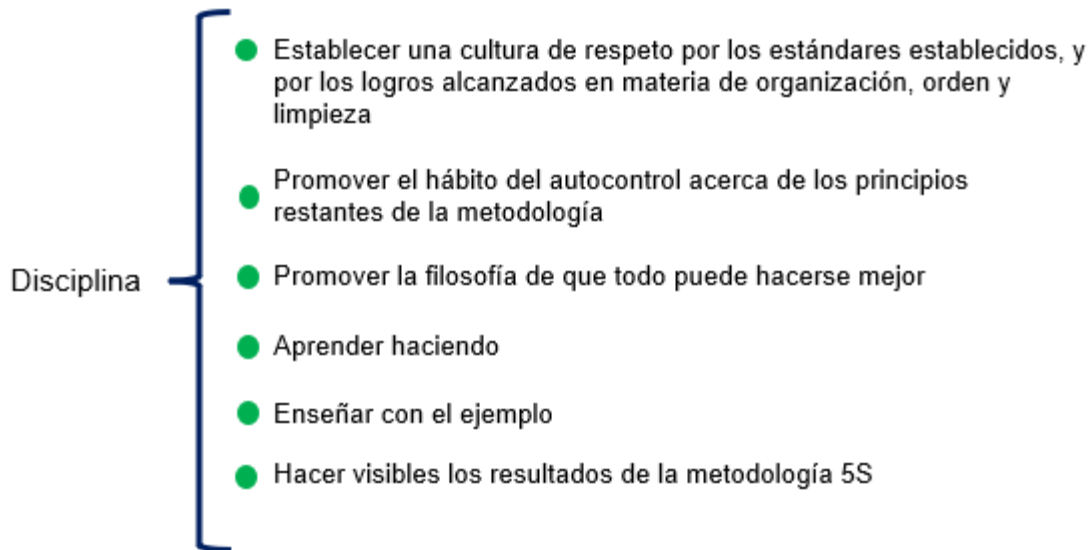 Disciplina
Establecer una cultura de respeto por los estándares establecidos, y
por los logros alcanzados en materia de organización, orden y
limpieza
Promover el hábito del autocontrol acerca de los principios
restantes de la metodología
Promover la filosofía de que todo puede hacerse mejor
Aprender haciendo
Enseñar con el ejemplo
Hacer visibles los resultados de la metodología 5S